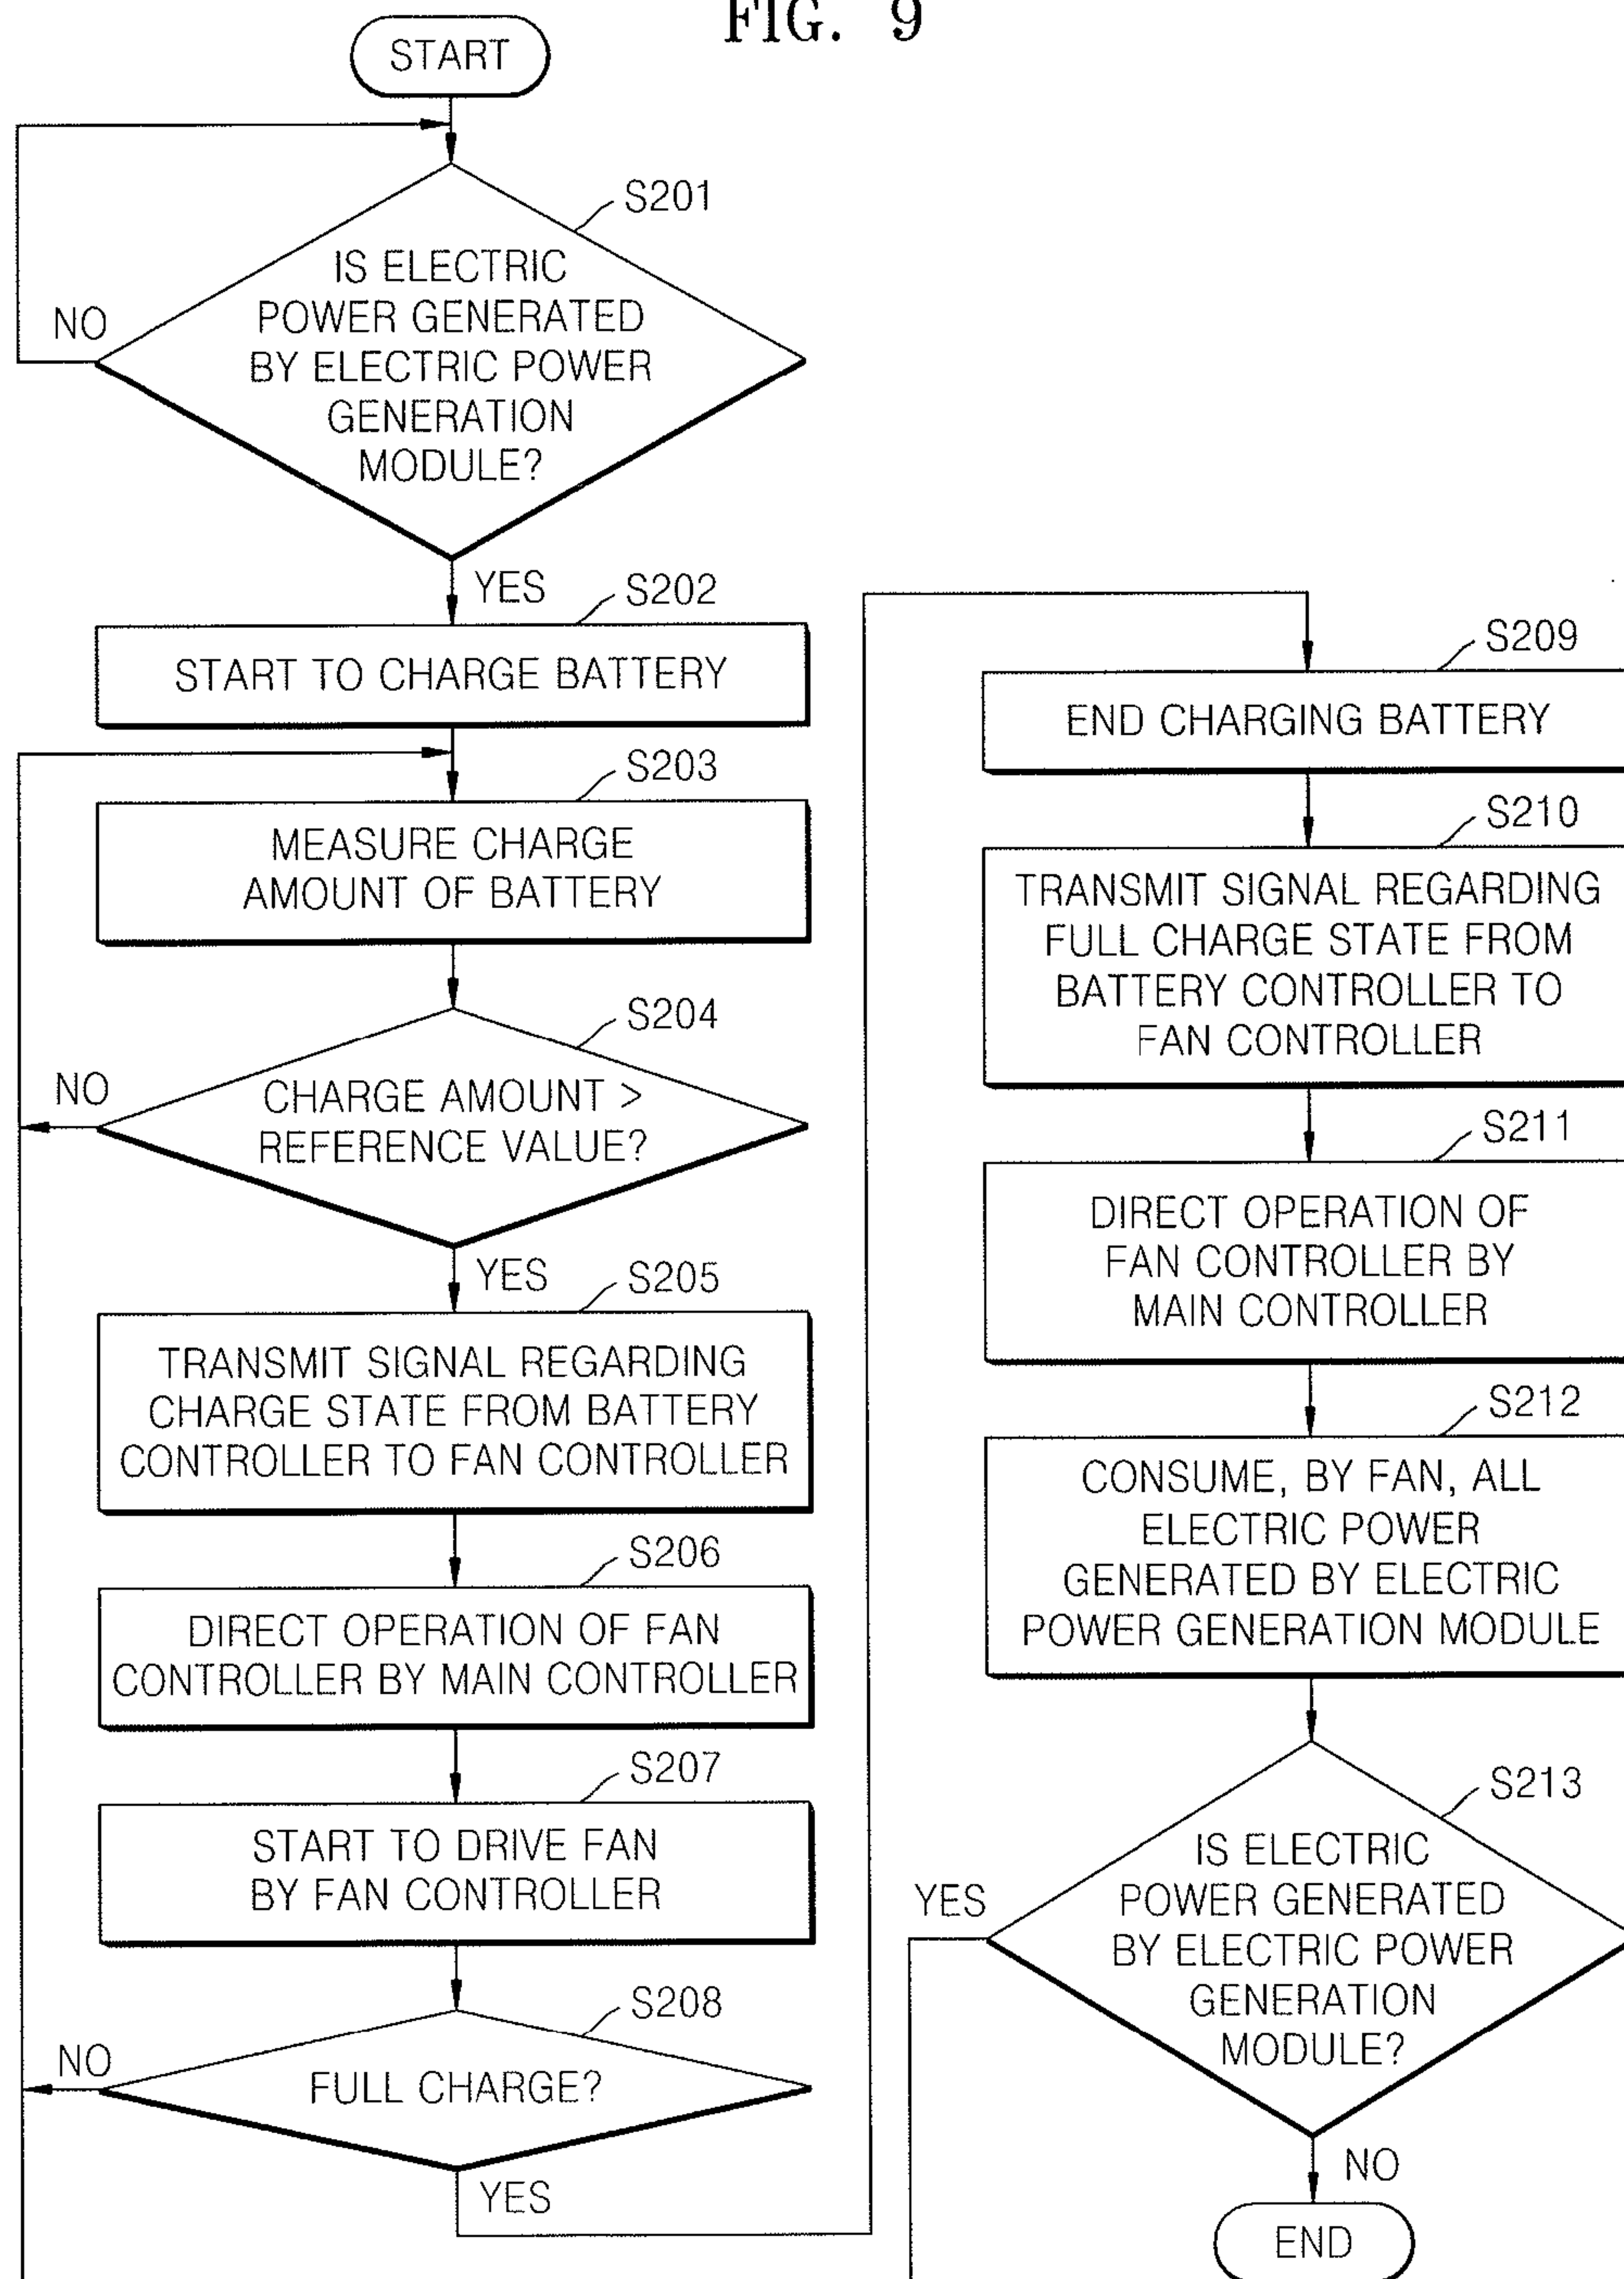 FIG. 9
START
S201
IS ELECTRIC
POWER GENERATED
BY ELECTRIC POWER
GENERATION
MODULE?
NO
YES
S202
START TO CHARGE BATTERY
S203
MEASURE CHARGE
AMOUNT OF BATTERY
S204
CHARGE AMOUNT >
REFERENCE VALUE?
NO
YES
S205
TRANSMIT SIGNAL REGARDING
CHARGE STATE FROM BATTERY
CONTROLLER TO FAN CONTROLLER
S206
DIRECT OPERATION OF FAN
CONTROLLER BY MAIN CONTROLLER
S207
START TO DRIVE FAN
BY FAN CONTROLLER
S208
FULL CHARGE?
NO
YES
S209
END CHARGING BATTERY
S210
TRANSMIT SIGNAL REGARDING
FULL CHARGE STATE FROM
BATTERY CONTROLLER TO
FAN CONTROLLER
S211
DIRECT OPERATION OF
FAN CONTROLLER BY
MAIN CONTROLLER
S212
CONSUME, BY FAN, ALL
ELECTRIC POWER
GENERATED BY ELECTRIC
POWER GENERATION MODULE
S213
IS ELECTRIC
POWER GENERATED
BY ELECTRIC POWER
GENERATION
MODULE?
YES
NO
END